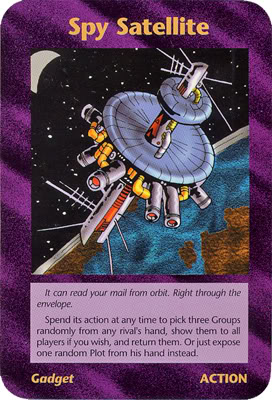 Spy Satellite
It can read your mail from orbit. Right through the
envelope.
Spend its action at any time to pick three Groups
randomly from any rival's hand, show them to all
players if you wish, and return them. Or just expose
one random Plot from his hand instead.
Gadget
ACTION